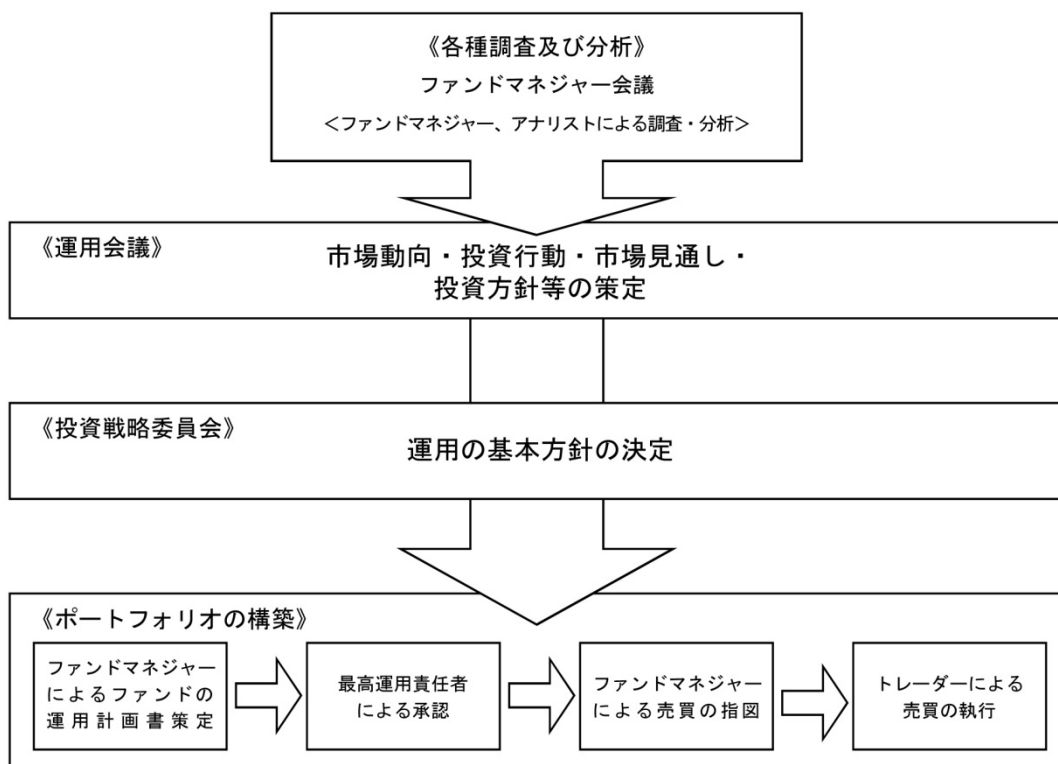 《各種調査及び分析》
ファンドマネジャー会議
＜ファンドマネジャー、アナリストによる調査・分析＞
《運用会議》
市場動向・投資行動・市場見通し・
投資方針等の策定
《投資戦略委員会》
運用の基本方針の決定
《ポートフォリオの構築》
ファンドマネジャー
によるファンドの
運用計画書策定
最高運用責任者
による承認
ファンドマネジャー
による売買の指図
トレーダーによる
売買の執行